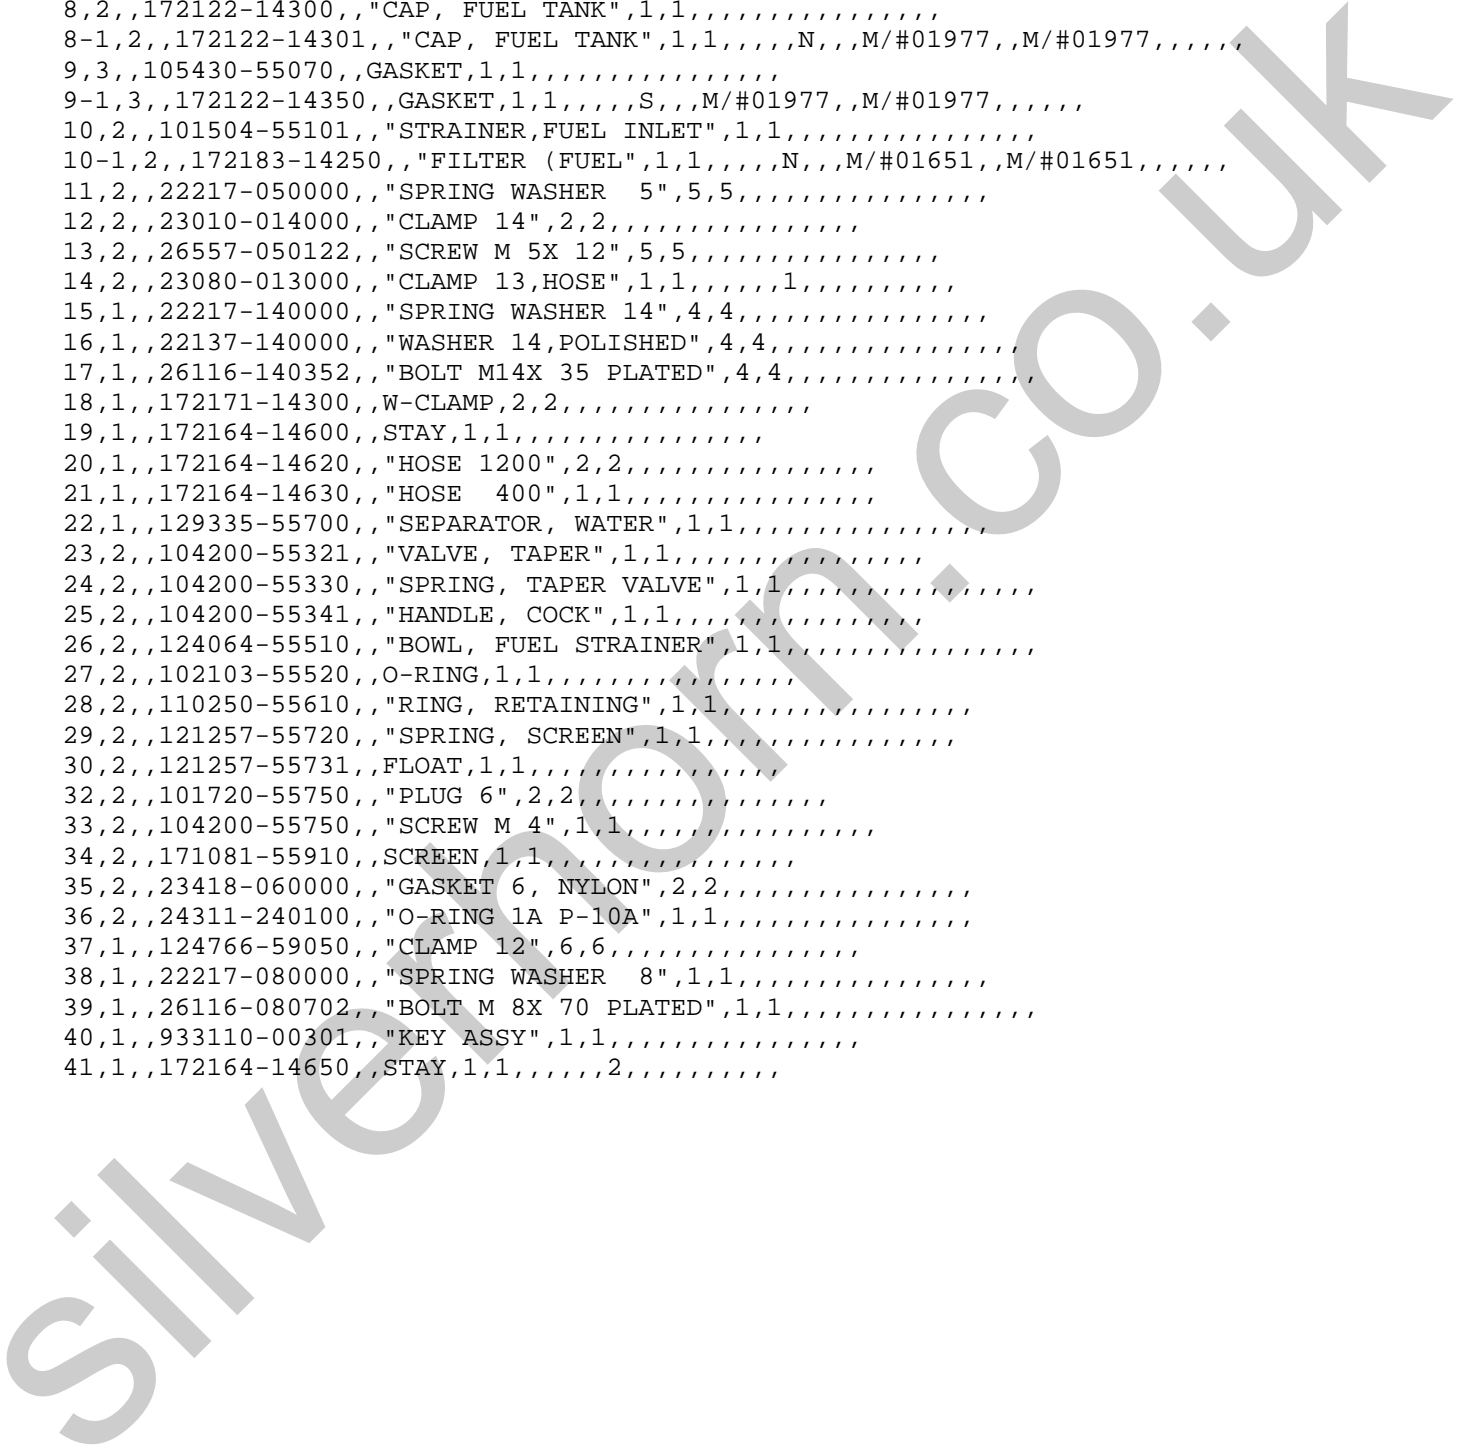 8,2,,172122-14300,,"CAP, FUEL TANK",1,1,,,,,,,,,,,,,,,,
8-1,2,,172122-14301,,"CAP, FUEL TANK",1,1,,,,,N,,,M/#01977,,M/#01977,,,,,,
9,3,,105430-55070,,GASKET,1,1,,,,,,,,,,,,,,,,
9-1,3,,172122-14350,,GASKET,1,1,,,,,S,,,M/#01977,,M/#01977,,,,,,
10,2,,101504-55101,,"STRAINER,FUEL INLET",1,1,,,,,,,,,,,,,,,,
10-1,2,,172183-14250,,"FILTER (FUEL",1,1,,,,,N,,,M/#01651,,M/#01651,,,,,,
11,2,,22217-050000,,"SPRING WASHER  5",5,5,,,,,,,,,,,,,,,,
12,2,,23010-014000,,"CLAMP 14",2,2,,,,,,,,,,,,,,,,
13,2,,26557-050122,,"SCREW M 5X 12",5,5,,,,,,,,,,,,,,,,
14,2,,23080-013000,,"CLAMP 13,HOSE",1,1,,,,,,1,,,,,,,,,,
15,1,,22217-140000,,"SPRING WASHER 14",4,4,,,,,,,,,,,,,,,,
16,1,,22137-140000,,"WASHER 14,POLISHED",4,4,,,,,,,,,,,,,,,,
17,1,,26116-140352,,"BOLT M14X 35 PLATED",4,4,,,,,,,,,,,,,,,,
18,1,,172171-14300,,W-CLAMP,2,2,,,,,,,,,,,,,,,,
19,1,,172164-14600,,STAY,1,1,,,,,,,,,,,,,,,,
20,1,,172164-14620,,"HOSE 1200",2,2,,,,,,,,,,,,,,,,
21,1,,172164-14630,,"HOSE  400",1,1,,,,,,,,,,,,,,,,
22,1,,129335-55700,,"SEPARATOR, WATER",1,1,,,,,,,,,,,,,,,,
23,2,,104200-55321,,"VALVE, TAPER",1,1,,,,,,,,,,,,,,,,
24,2,,104200-55330,,"SPRING, TAPER VALVE",1,1,,,,,,,,,,,,,,,,
25,2,,104200-55341,,"HANDLE, COCK",1,1,,,,,,,,,,,,,,,,
26,2,,124064-55510,,"BOWL, FUEL STRAINER",1,1,,,,,,,,,,,,,,,,
27,2,,102103-55520,,O-RING,1,1,,,,,,,,,,,,,,,,
28,2,,110250-55610,,"RING, RETAINING",1,1,,,,,,,,,,,,,,,,
29,2,,121257-55720,,"SPRING, SCREEN",1,1,,,,,,,,,,,,,,,,
30,2,,121257-55731,,FLOAT,1,1,,,,,,,,,,,,,,,,
32,2,,101720-55750,,"PLUG 6",2,2,,,,,,,,,,,,,,,,
33,2,,104200-55750,,"SCREW M 4",1,1,,,,,,,,,,,,,,,,
34,2,,171081-55910,,SCREEN,1,1,,,,,,,,,,,,,,,,
35,2,,23418-060000,,"GASKET 6, NYLON",2,2,,,,,,,,,,,,,,,,
36,2,,24311-240100,,"O-RING 1A P-10A",1,1,,,,,,,,,,,,,,,,
37,1,,124766-59050,,"CLAMP 12",6,6,,,,,,,,,,,,,,,,
38,1,,22217-080000,,"SPRING WASHER  8",1,1,,,,,,,,,,,,,,,,
39,1,,26116-080702,,"BOLT M 8X 70 PLATED",1,1,,,,,,,,,,,,,,,,
40,1,,933110-00301,,"KEY ASSY",1,1,,,,,,,,,,,,,,,,
41,1,,172164-14650,,STAY,1,1,,,,,,2,,,,,,,,,,
silverhorn.co.uk